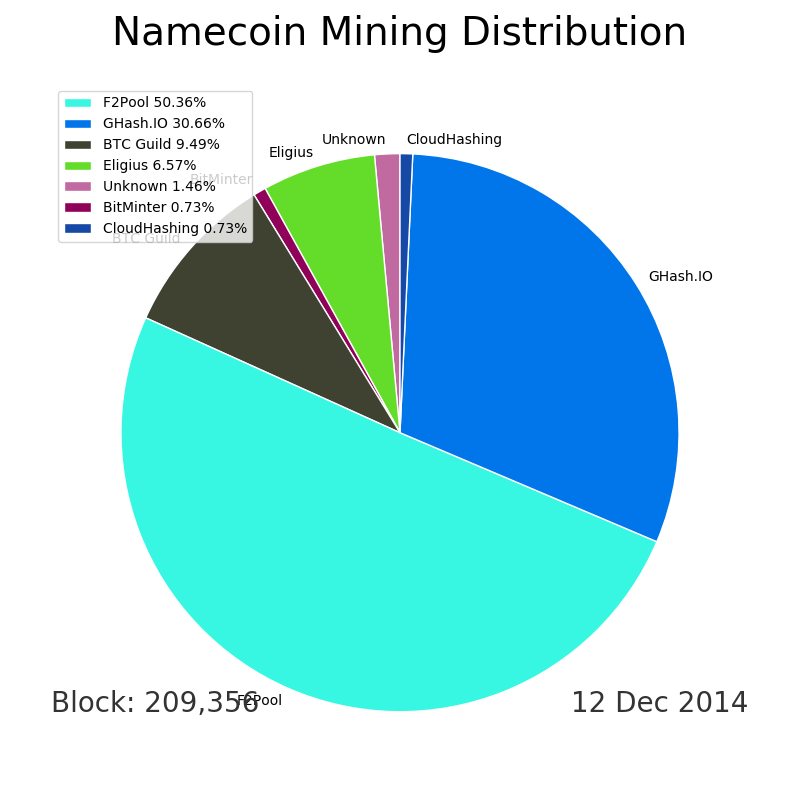 Namecoin Mining Distribution
F2Pool 50.36%
GHash.IO 30.66%
BTC Guild 9.49%
Eligius 6.57%
Unknown 1.46%
BitMinter 0.73%
CloudHashing 0.73%
Unknown
CloudHashing
Eligius
BitMinter
BTC Guild
GHash.IO
F2Pool
Block: 209,356
12 Dec 2014